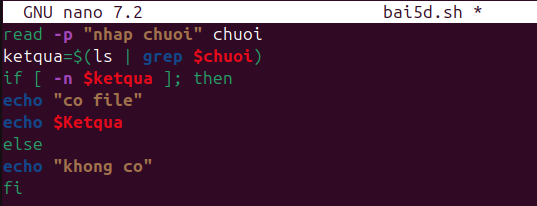 GNU nano 7.2 bai5d.sh *
read -p "nhap chuoi" chuoi
ketqua=$(ls | grep $chuoi)
if [ -n $ketqua ]; then
echo "co file"
echo $Ketqua
else
echo "khong co"
fi